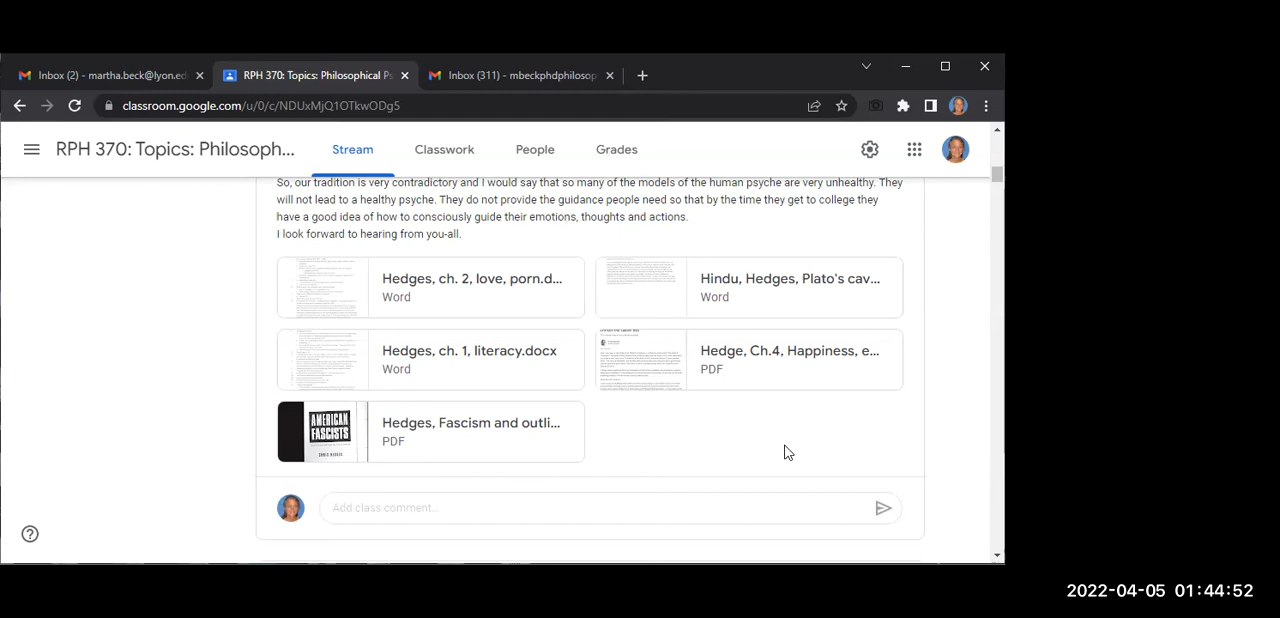 Inbox (2) - martha.beck@lyon.ed
RPH 370: Topics: Philosophical P
Inbox (311) - mbeckphdphilosop
classroom.google.com/u/0/c/NDUxMjQ1OTkwODg5
RPH 370: Topics: Philosoph...
Stream
Classwork
People
Grades
So, our tradition is very contradictory and I would say that so many of the models of the human psyche are very unhealthy. They
will not lead to a healthy psyche. They do not provide the guidance people need so that by the time they get to college they
have a good idea of how to consciously guide their emotions, thoughts and actions.
I look forward to hearing from you-all.
Hedges, ch. 2,love, porn.d...
Word
Hindu, Hedges, Plato's cav...
Word
Hedges, ch. 1.literacy.docx
Word
Hedge, Ch.4, Happiness, e...
PDF
AMERICAN
FASCISTS
CHRIS HEDGES
Hedges, Fascism and outli...
PDF
Add class comment...
2022-04-05 01:44:52